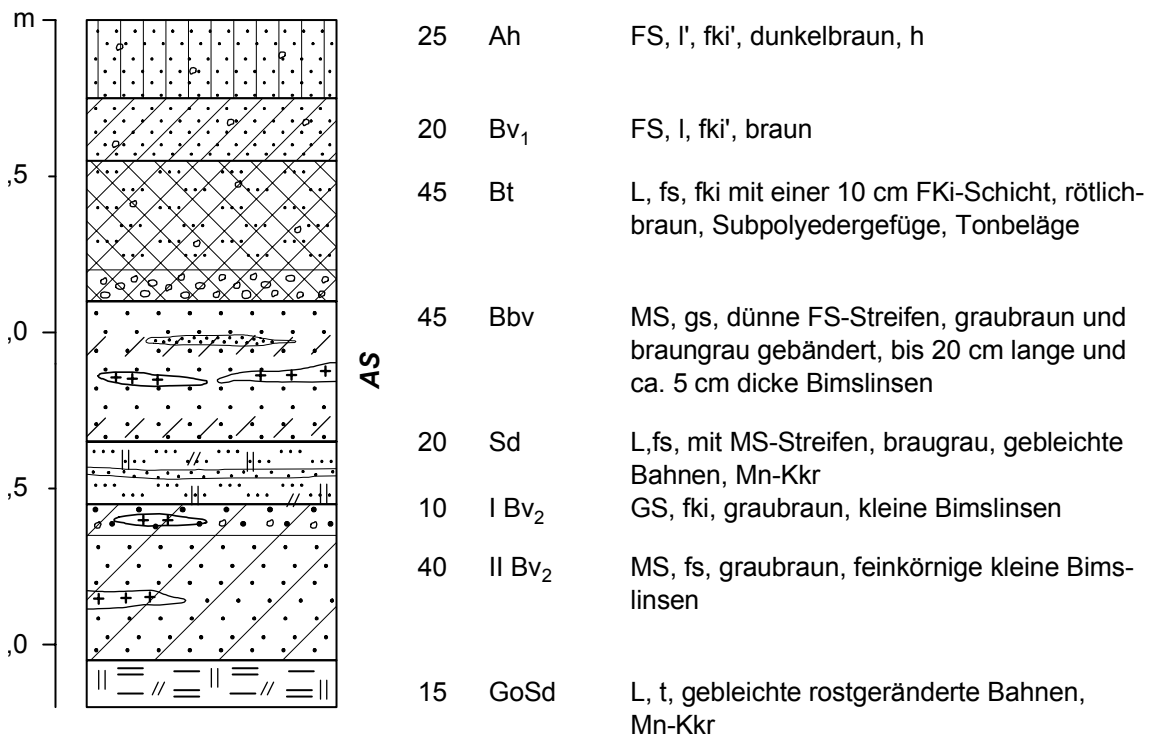 m
25 Ah FS, l', fki', dunkelbraun, h
20 Bv₁ FS, l, fki', braun
,5
45 Bt L, fs, fki mit einer 10 cm FKi-Schicht, rötlich-
braun, Subpolyedergefüge, Tonbeläge
,0
45 Bbv MS, gs, dünne FS-Streifen, graubraun und
braungrau gebändert, bis 20 cm lange und
ca. 5 cm dicke Bimslinsen
AS
20 Sd L,fs, mit MS-Streifen, braugrau, gebleichte
Bahnen, Mn-Kkr
,5
10 I Bv₂ GS, fki, graubraun, kleine Bimslinsen
40 II Bv₂ MS, fs, graubraun, feinkörnige kleine Bims-
linsen
,0
15 GoSd L, t, gebleichte rostgeränderte Bahnen,
Mn-Kkr